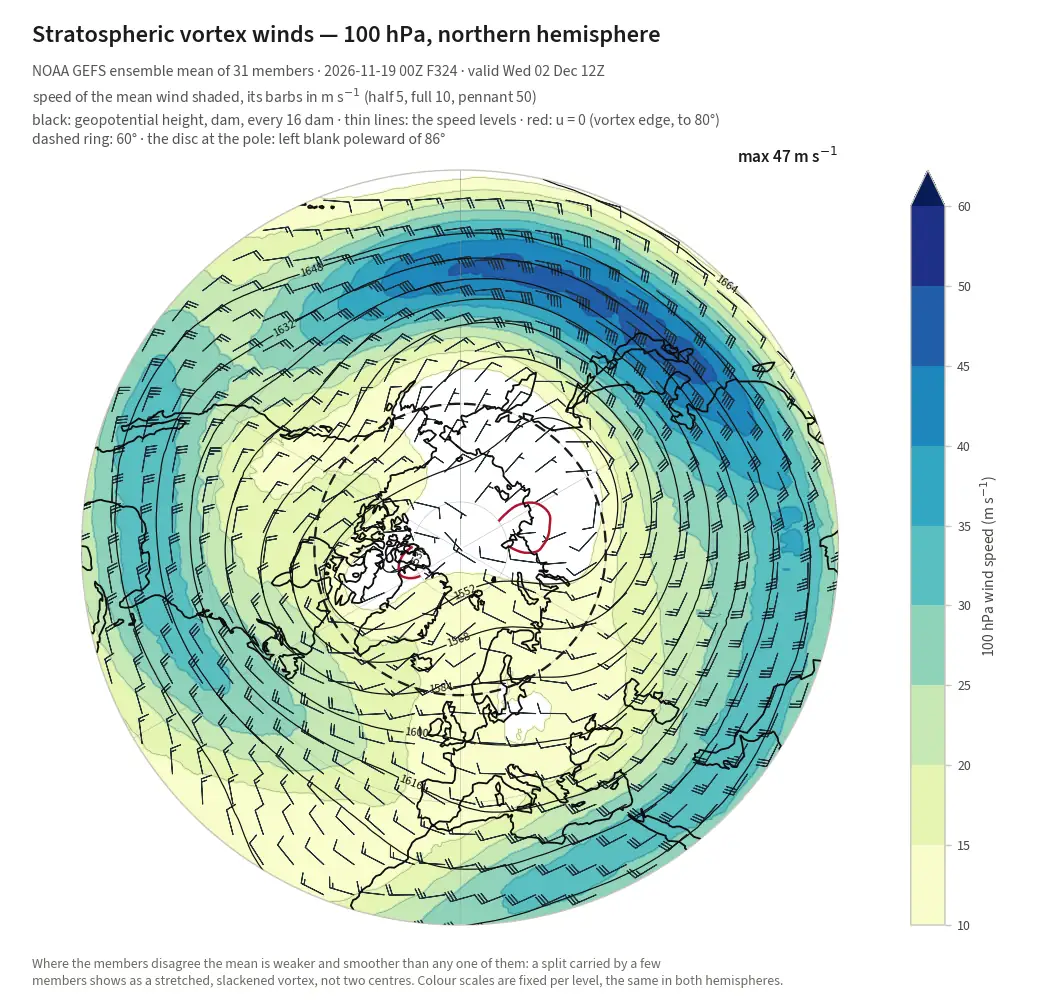 Stratospheric vortex winds — 100 hPa, northern hemisphere
NOAA GEFS ensemble mean of 31 members · 2026-11-19 00Z F324 · valid Wed 02 Dec 12Z
speed of the mean wind shaded, its barbs in m s⁻¹ (half 5, full 10, pennant 50)
black: geopotential height, dam, every 16 dam · thin lines: the speed levels · red: u = 0 (vortex edge, to 80°)
dashed ring: 60° · the disc at the pole: left blank poleward of 86°
max 47 m s⁻¹
60
50
45
40
35
30
25
20
15
10
100 hPa wind speed (m s⁻¹)
1648
1664
1632
1552
1568
1584
1600
1616
Where the members disagree the mean is weaker and smoother than any one of them: a split carried by a few
members shows as a stretched, slackened vortex, not two centres. Colour scales are fixed per level, the same in both hemispheres.